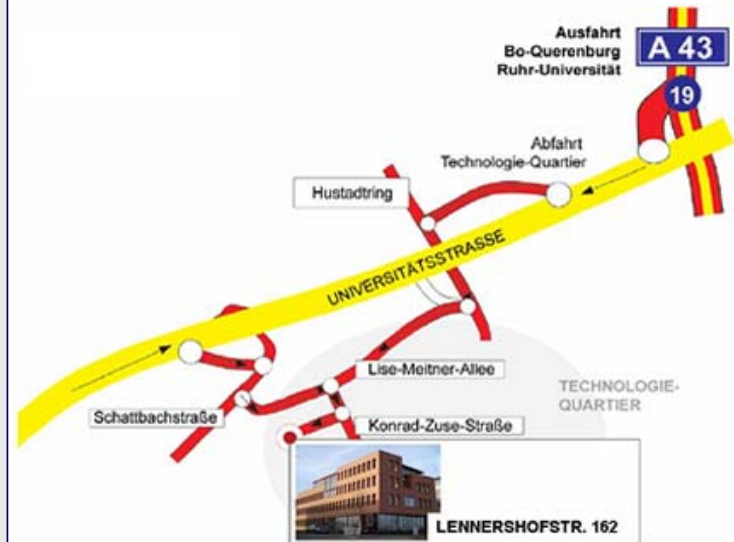 Ausfahrt
Bo-Querenburg
Ruhr-Universität
A 43
19
Abfahrt
Technologie-Quartier
Hustadtring
UNIVERSITÄTSSTRASSE
Lise-Meitner-Allee
TECHNOLOGIE-
QUARTIER
Schattbachstraße
Konrad-Zuse-Straße
LENNERSHOFSTR. 162